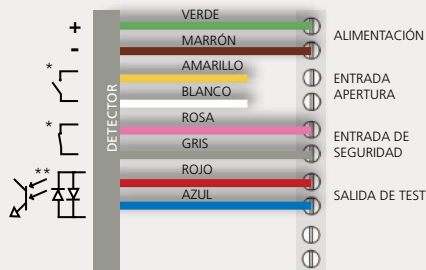 +
-
*
*
**
DETECTOR
VERDE
MARRÓN
AMARILLO
BLANCO
ROSA
GRIS
ROJO
AZUL
ALIMENTACIÓN
ENTRADA
APERTURA
ENTRADA DE
SEGURIDAD
SALIDA DE TEST